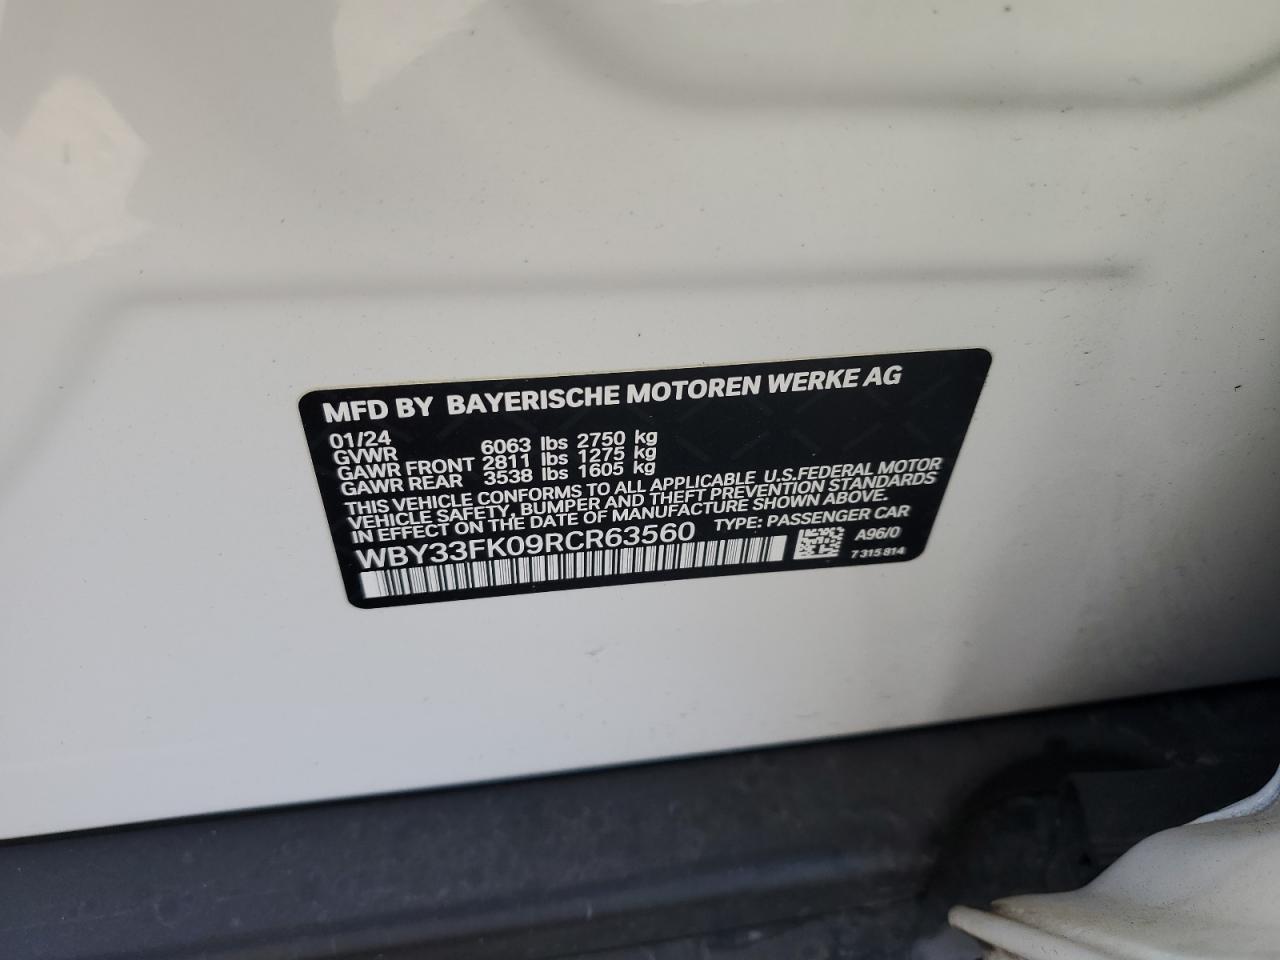 MFD BY BAYERISCHE MOTOREN WERKE AG
01/24
GVWR 6063 lbs 2750 kg
GAWR FRONT 2811 lbs 1275 kg
GAWR REAR 3538 lbs 1605 kg
THIS VEHICLE CONFORMS TO ALL APPLICABLE U.S.FEDERAL MOTOR
VEHICLE SAFETY, BUMPER AND THEFT PREVENTION STANDARDS
IN EFFECT ON THE DATE OF MANUFACTURE SHOWN ABOVE.
WBY33FK09RCR63560 TYPE: PASSENGER CAR
A96/0
7 315 814